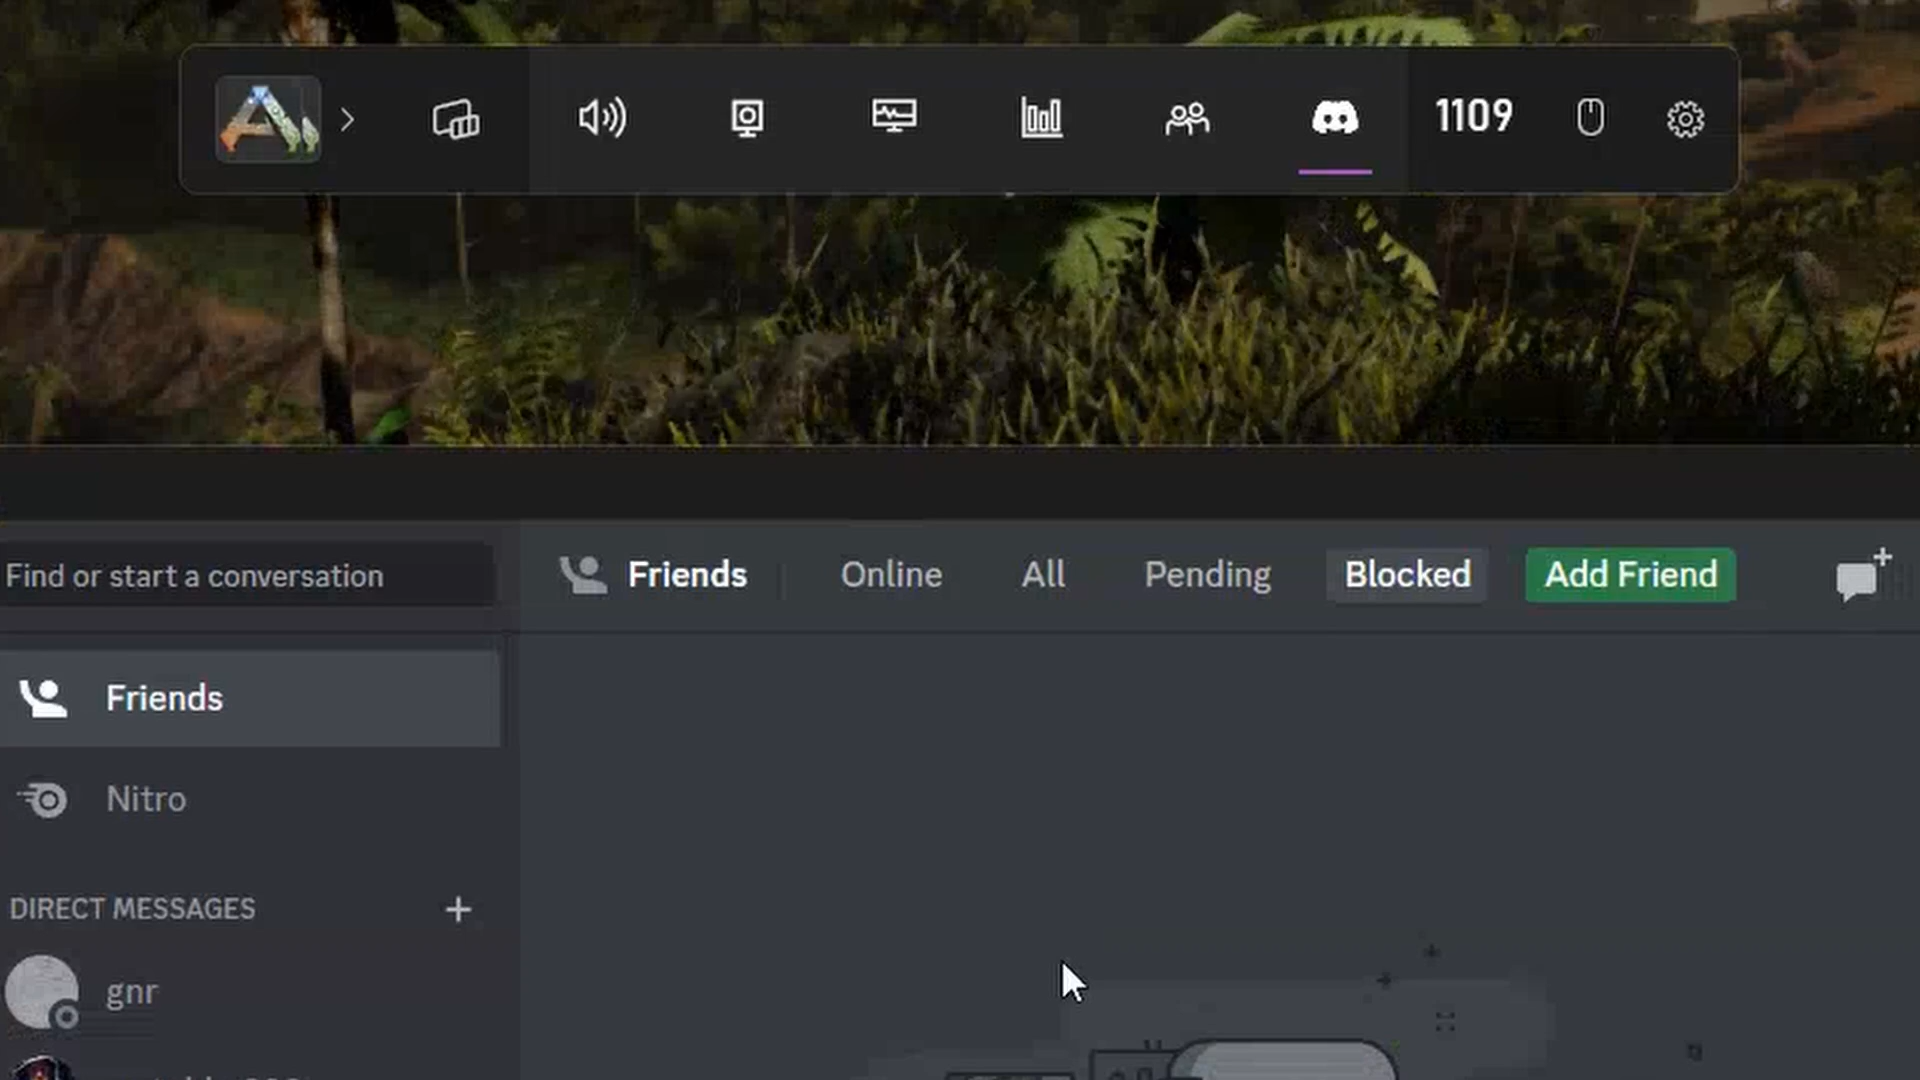 1109
Find or start a conversation
Friends Online All Pending Blocked Add Friend
Friends
Nitro
DIRECT MESSAGES
gnr